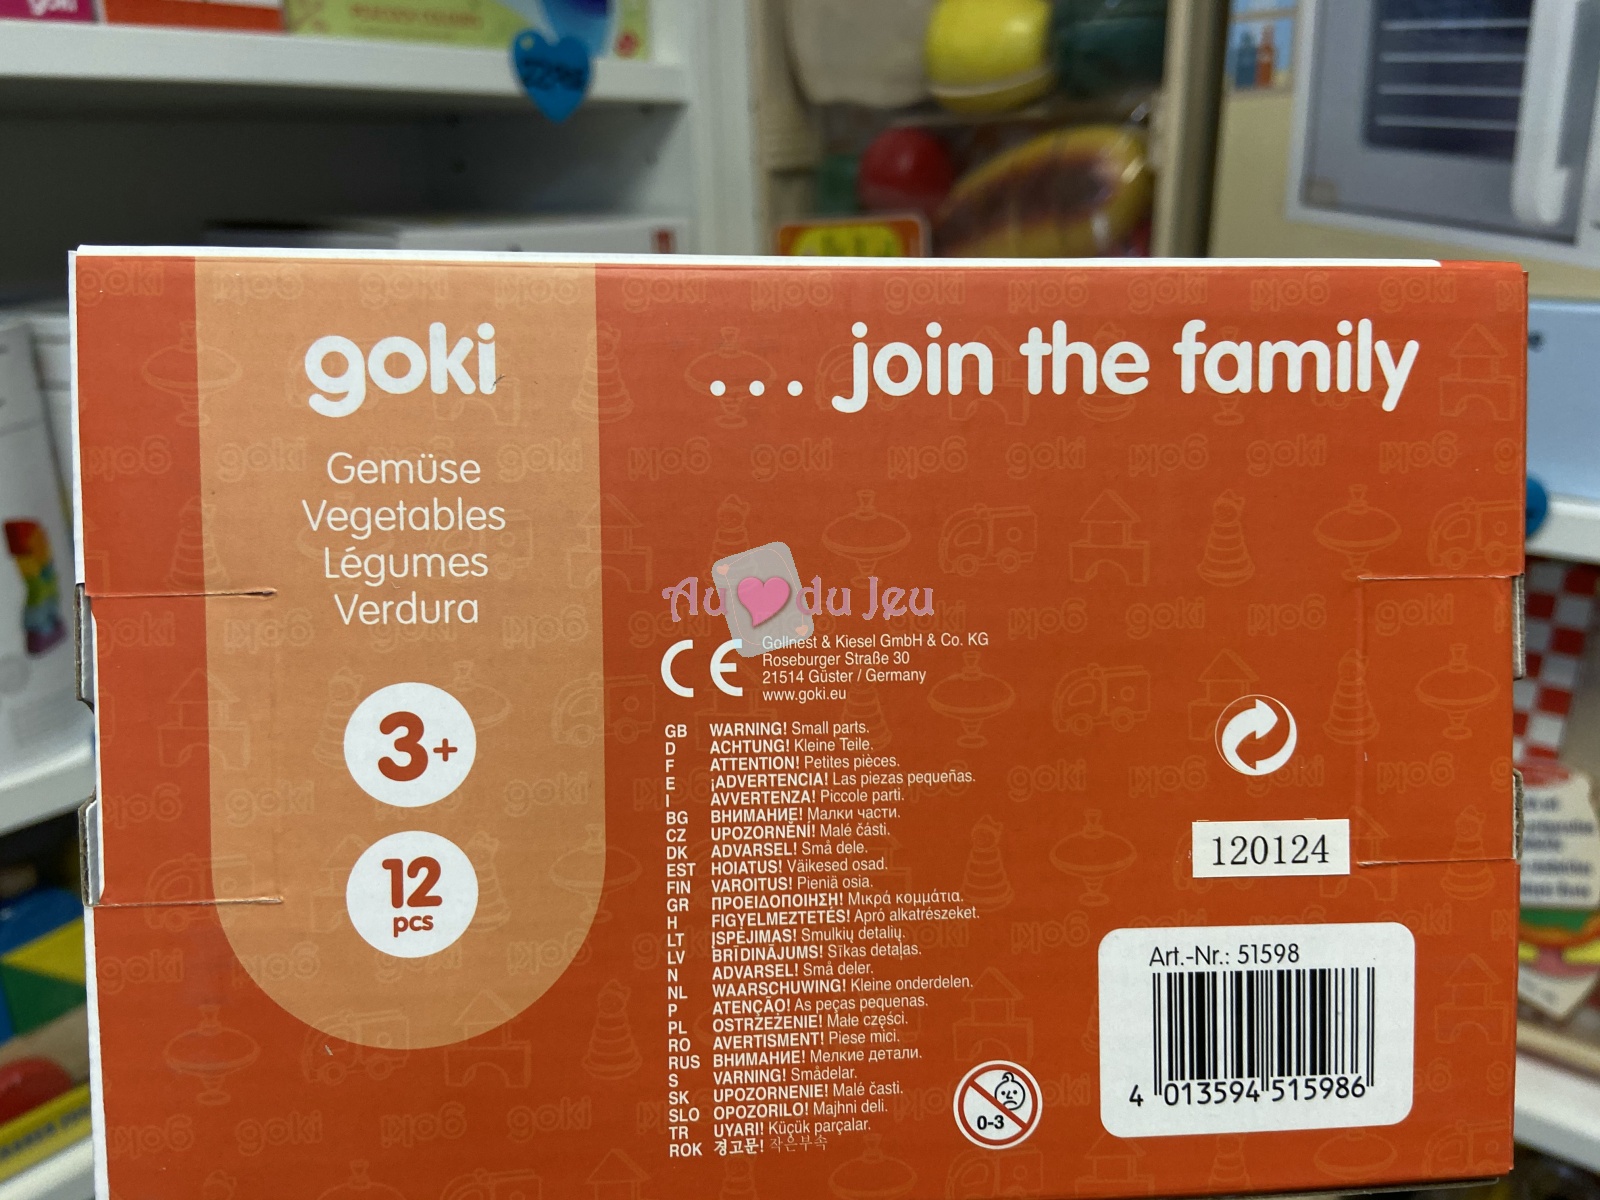 goki
goki
... join the family
Gemüse
Vegetables
Légumes
Verdura
3+
12
pcs
Au du Jeu
CE
Gollnest & Kiesel GmbH & Co. KG
Roseburger Straße 30
21514 Güster / Germany
www.goki.eu
GB WARNING! Small parts.
D ACHTUNG! Kleine Teile.
F ATTENTION! Petites pièces.
E ¡ADVERTENCIA! Las piezas pequeñas.
I AVVERTENZA! Piccole parti.
BG ВНИМАНИЕ! Малки части.
CZ UPOZORNĚNÍ! Malé části.
DK ADVARSEL! Små dele.
EST HOIATUS! Väikesed osad.
FIN VAROITUS! Pieniä osia.
GR ΠΡΟΕΙΔΟΠΟΙΗΣΗ! Μικρά κομμάτια.
H FIGYELMEZTETÉS! Apró alkatrészeket.
LT ĮSPĖJIMAS! Smulkių detalių.
LV BRĪDINĀJUMS! Sīkas detaļas.
N ADVARSEL! Små deler.
NL WAARSCHUWING! Kleine onderdelen.
P ATENÇÃO! As peças pequenas.
PL OSTRZEŻENIE! Małe części.
RO AVERTISMENT! Piese mici.
RUS ВНИМАНИЕ! Мелкие детали.
S VARNING! Smådelar.
SK UPOZORNENIE! Malé časti.
SLO OPOZORILO! Majhni deli.
TR UYARI! Küçük parçalar.
ROK 경고문! 작은부속
0-3
120124
Art.-Nr.: 51598
4 013594 515986